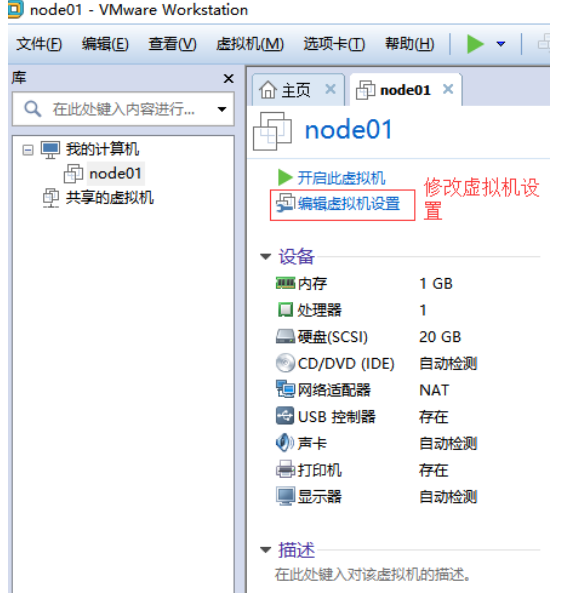 node01 - VMware Workstation
文件(F) 编辑(E) 查看(V) 虚拟机(M) 选项卡(T) 帮助(H)
库
在此处键入内容进行...
我的计算机
node01
共享的虚拟机
主页 node01
node01
开启此虚拟机
编辑虚拟机设置
修改虚拟机设
置
设备
内存 1 GB
处理器 1
硬盘(SCSI) 20 GB
CD/DVD (IDE) 自动检测
网络适配器 NAT
USB 控制器 存在
声卡 自动检测
打印机 存在
显示器 自动检测
描述
在此处键入对该虚拟机的描述。